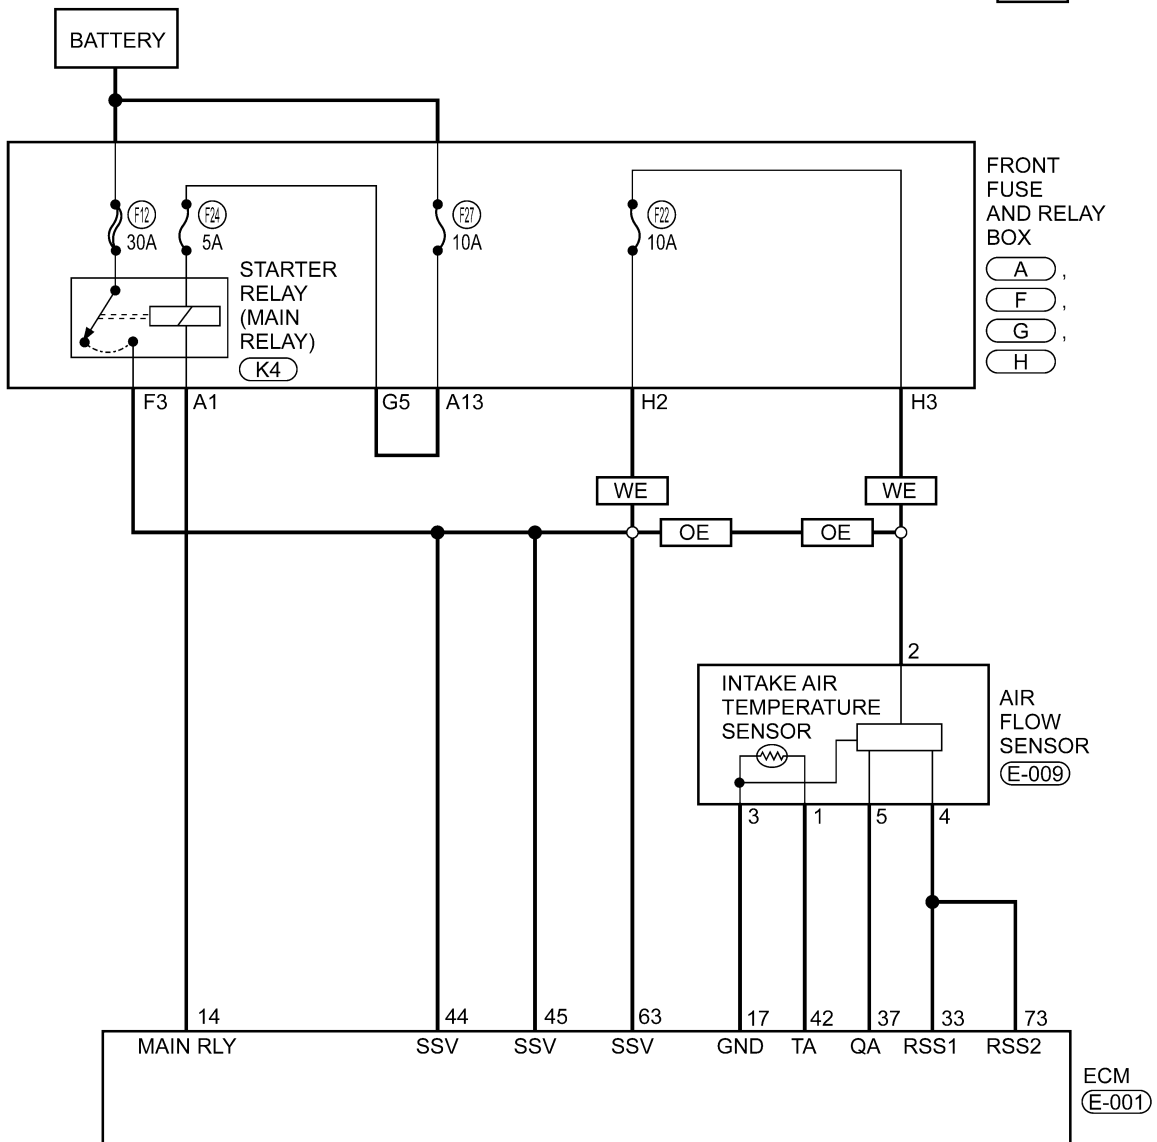 BATTERY
FRONT
FUSE
AND RELAY
BOX
A ,
F ,
G ,
H
F12
30A
F24
5A
F27
10A
F22
10A
STARTER
RELAY
(MAIN
RELAY)
K4
F3
A1
G5
A13
H2
H3
WE
WE
OE
OE
2
INTAKE AIR
TEMPERATURE
SENSOR
AIR
FLOW
SENSOR
E-009
3
1
5
4
14
44
45
63
17
42
37
33
73
MAIN RLY
SSV
SSV
SSV
GND
TA
QA
RSS1
RSS2
ECM
E-001